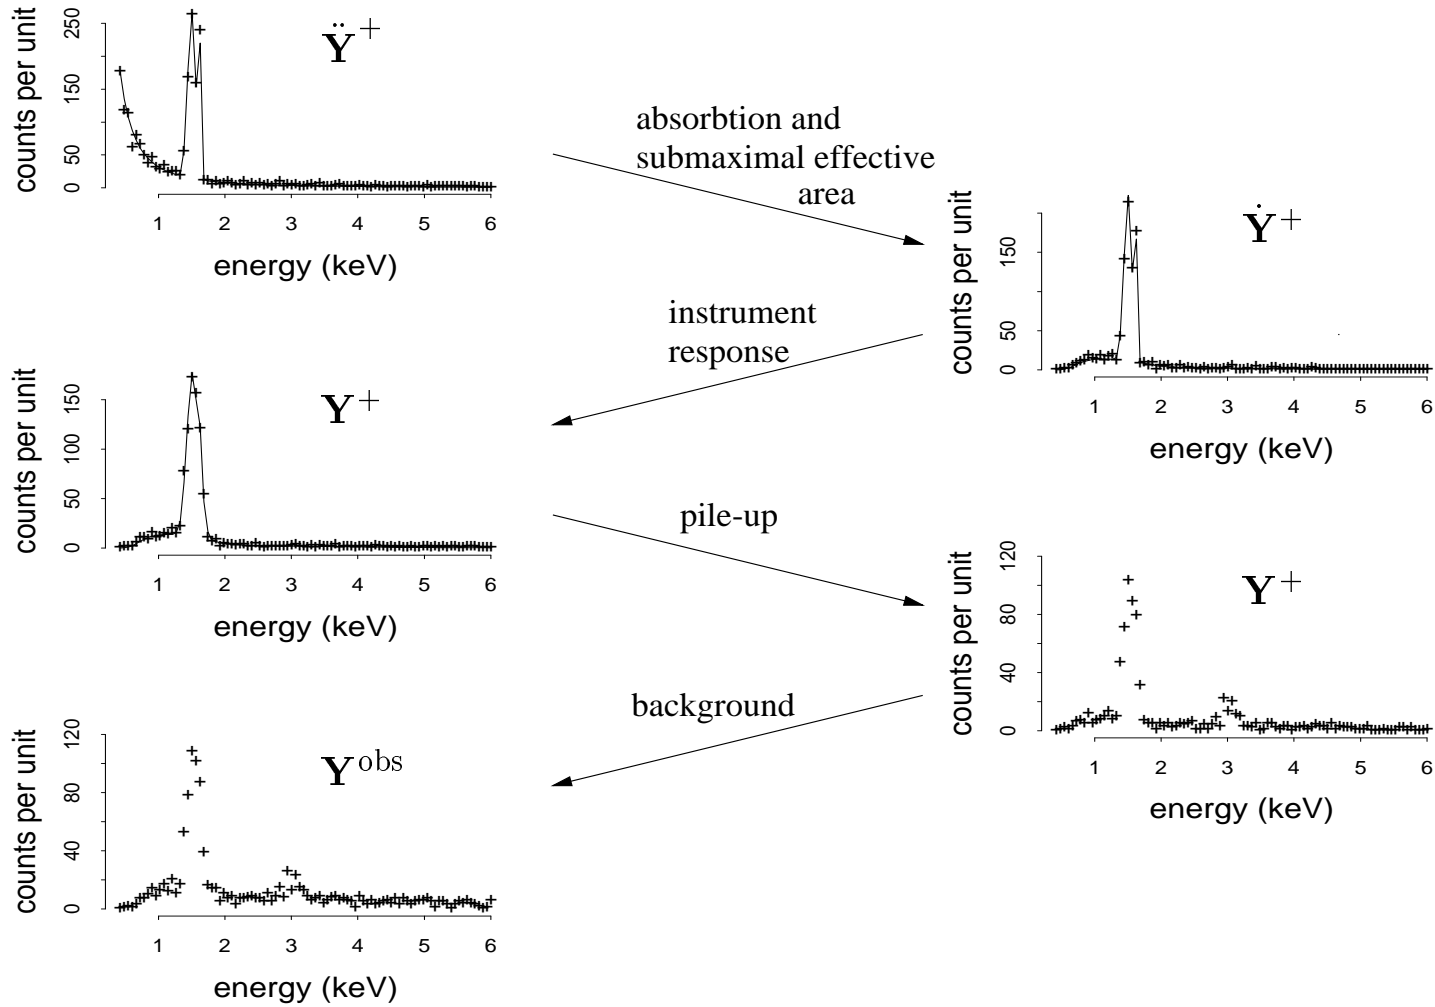 counts per unit
0 50 150 250
Ÿ+
1 2 3 4 5 6
energy (keV)
absorbtion and
submaximal effective
area
counts per unit
0 50 150
Ẏ+
1 2 3 4 5 6
energy (keV)
instrument
response
counts per unit
0 50 100 150
Y+
1 2 3 4 5 6
energy (keV)
pile-up
counts per unit
0 40 80 120
Y+
1 2 3 4 5 6
energy (keV)
background
counts per unit
0 40 80 120
Yobs
1 2 3 4 5 6
energy (keV)